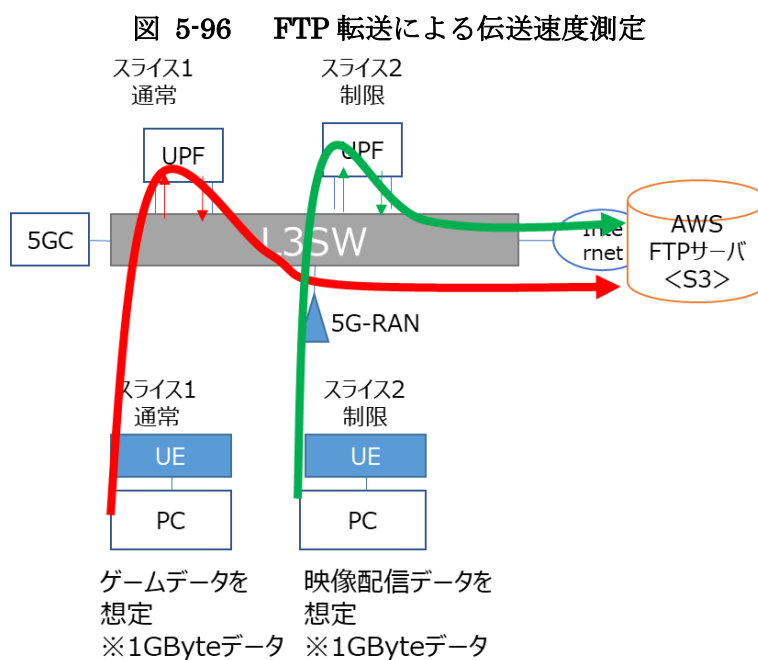 図 5-96 FTP 転送による伝送速度測定
スライス1
通常
スライス2
制限
UPF
UPF
5GC
L3SW
Inte
rnet
AWS
FTPサーバ
<S3>
5G-RAN
スライス1
通常
スライス2
制限
UE
UE
PC
PC
ゲームデータを
想定
※1GByteデータ
映像配信データを
想定
※1GByteデータ